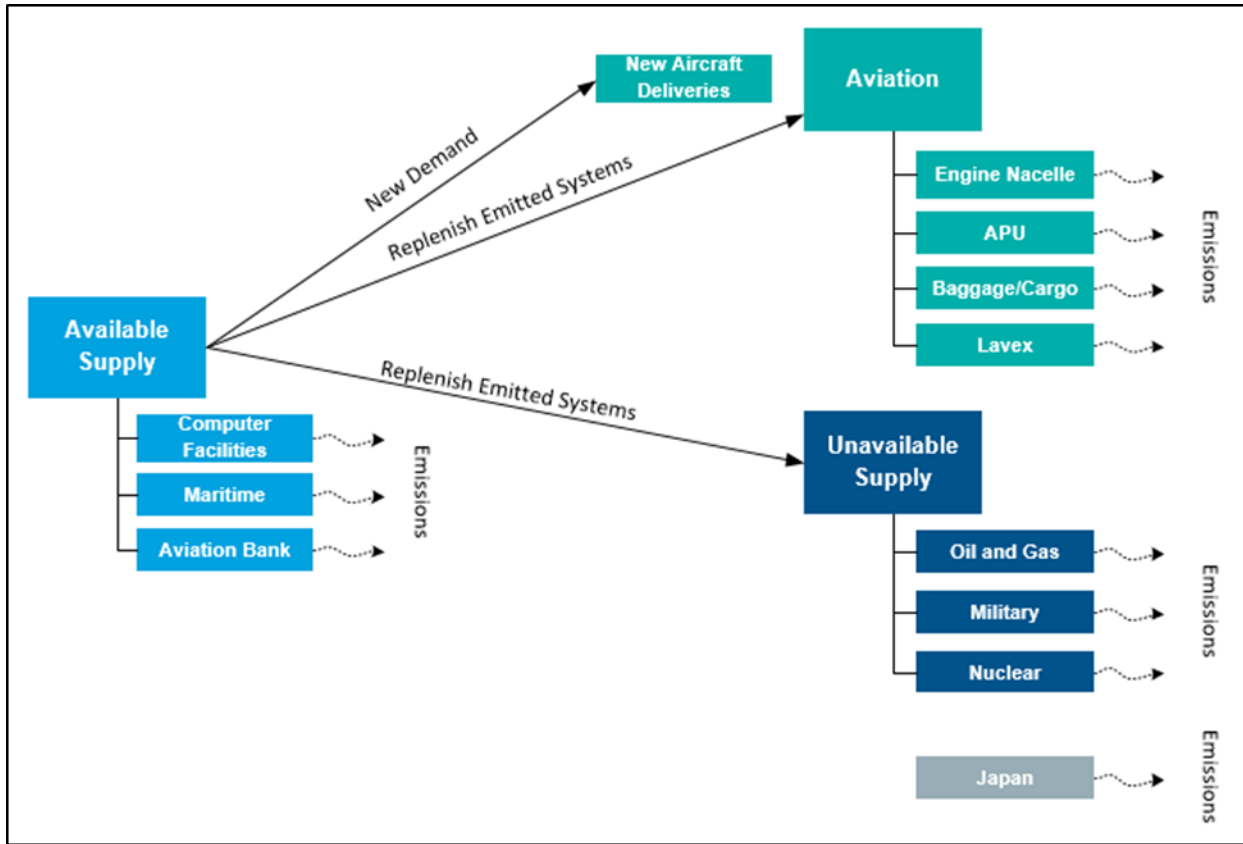 New Aircraft
Deliveries
Aviation
New Demand
Replenish Emitted Systems
Engine Nacelle
APU
Baggage/Cargo
Lavex
Emissions
Available
Supply
Replenish Emitted Systems
Computer
Facilities
Maritime
Aviation Bank
Emissions
Unavailable
Supply
Oil and Gas
Military
Nuclear
Emissions
Japan
Emissions